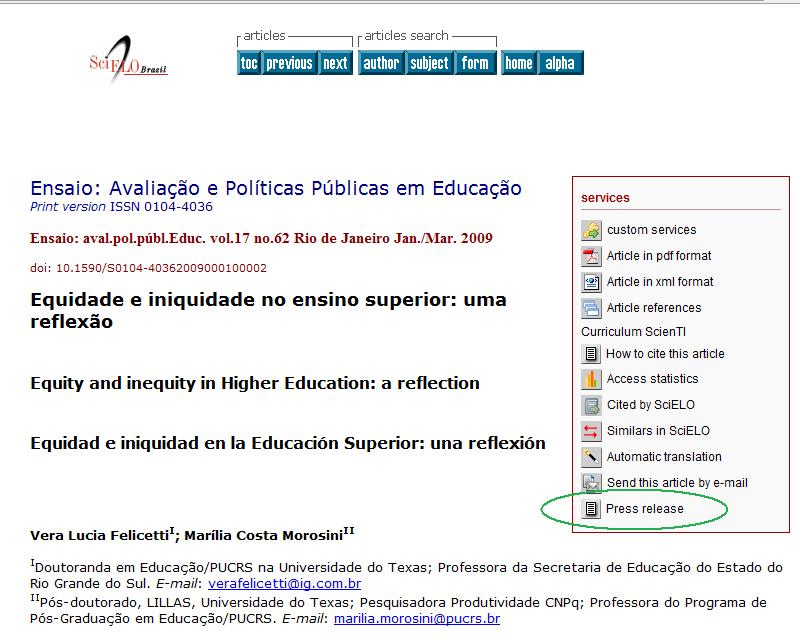 articles
articles search
SciELO Brazil
toc previous next author subject form home alpha
Ensaio: Avaliação e Políticas Públicas em Educação
Print version ISSN 0104-4036
Ensaio: aval.pol.públ.Educ. vol.17 no.62 Rio de Janeiro Jan./Mar. 2009
doi: 10.1590/S0104-40362009000100002
Equidade e iniquidade no ensino superior: uma
reflexão
Equity and inequity in Higher Education: a reflection
Equidad e iniquidad en la Educación Superior: una reflexión
services
custom services
Article in pdf format
Article in xml format
Article references
Curriculum ScienTI
How to cite this article
Access statistics
Cited by SciELO
Similars in SciELO
Automatic translation
Send this article by e-mail
Press release
Vera Lucia Felicetti I; Marília Costa Morosini II
I Doutoranda em Educação/PUCRS na Universidade do Texas; Professora da Secretaria de Educação do Estado do
Rio Grande do Sul. E-mail: verafelicetti@ig.com.br
II Pós-doutorado, LILLAS, Universidade do Texas; Pesquisadora Produtividade CNPq; Professora do Programa de
Pós-Graduação em Educação/PUCRS. E-mail: marilia.morosini@pucrs.br